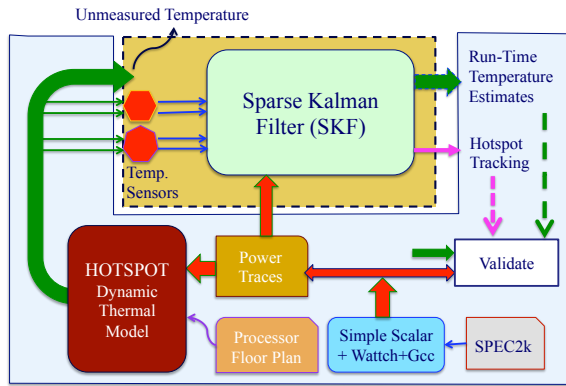 Unmeasured Temperature
Sparse Kalman
Filter (SKF)
Run-Time
Temperature
Estimates
Temp.
Sensors
Hotspot
Tracking
HOTSPOT
Dynamic
Thermal
Model
Power
Traces
Validate
Processor
Floor Plan
Simple Scalar
+ Wattch+Gcc
SPEC2k